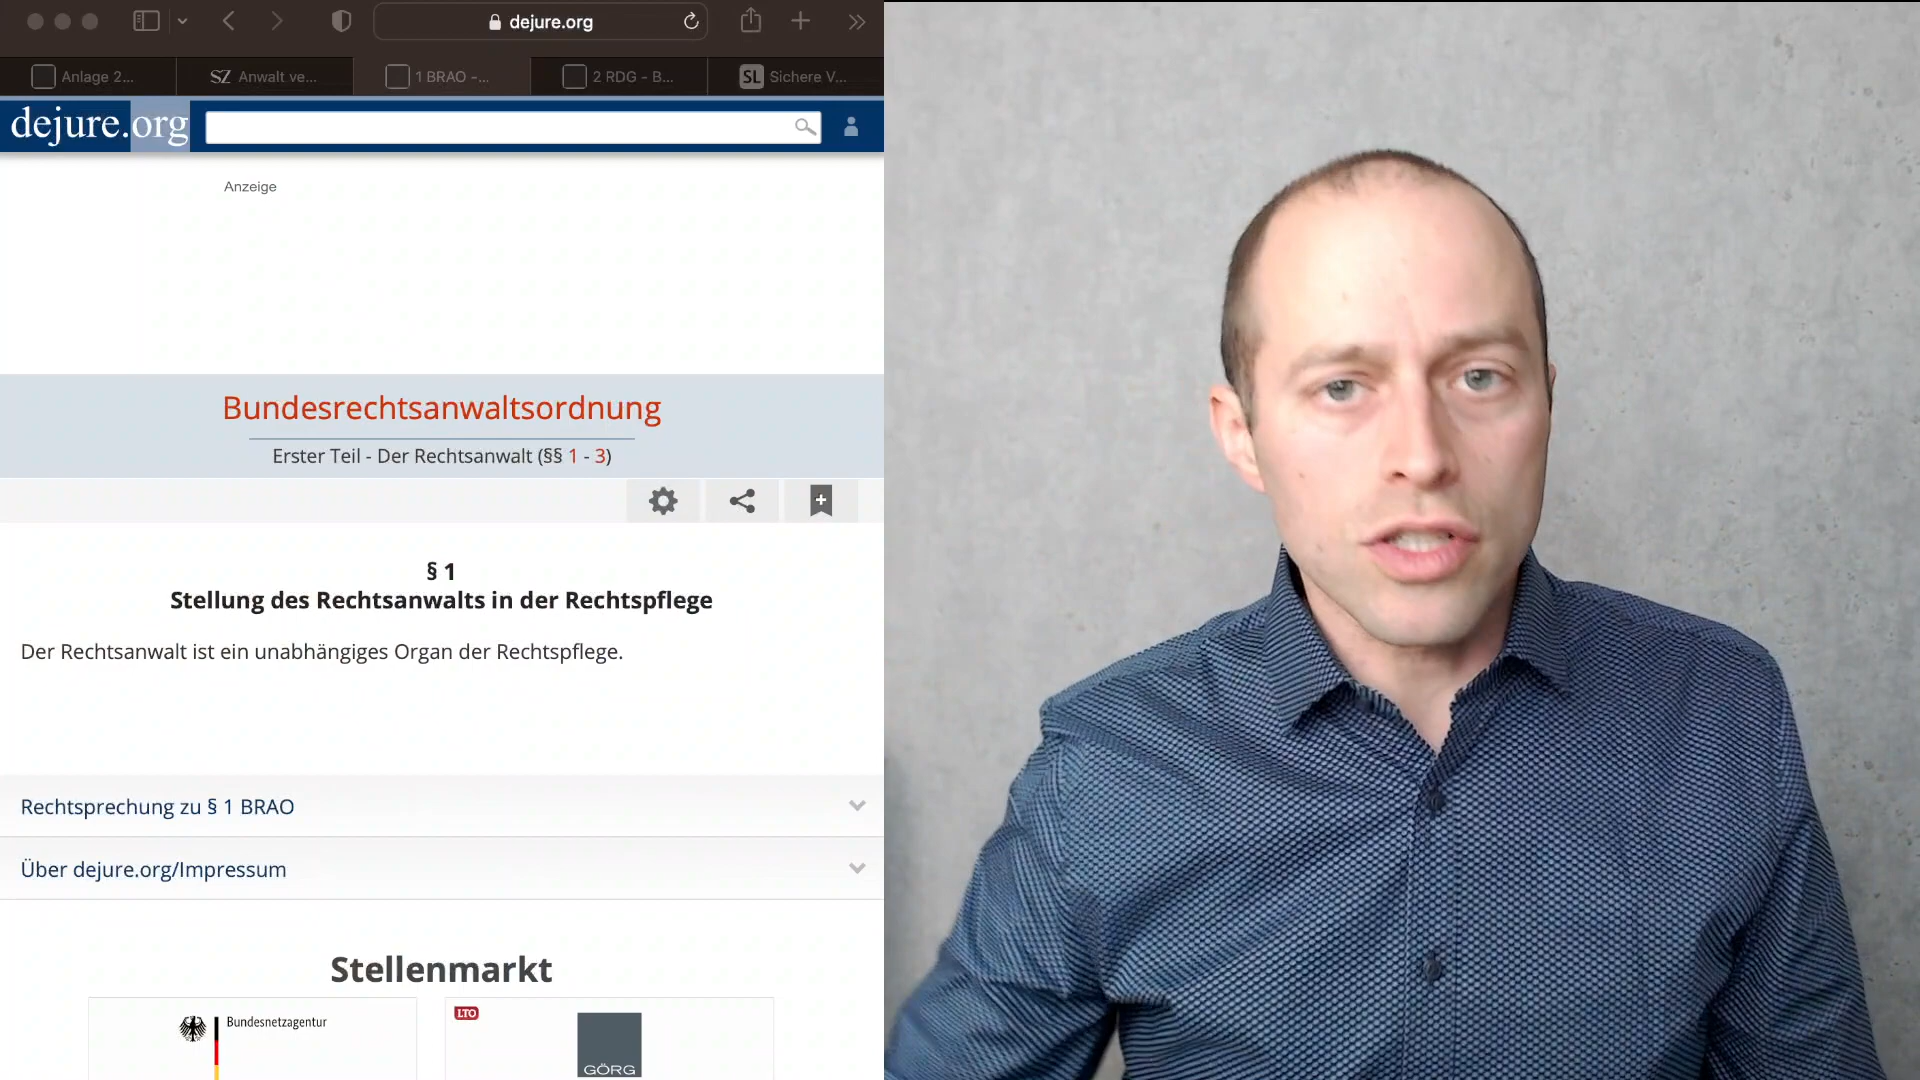 dejure.org
Anlage 2...
SZ Anwalt ve...
1 BRAO -...
2 RDG - B...
SL Sichere V...
dejure.org
Anzeige
Bundesrechtsanwaltsordnung
Erster Teil - Der Rechtsanwalt (§§ 1 - 3)
§ 1
Stellung des Rechtsanwalts in der Rechtspflege
Der Rechtsanwalt ist ein unabhängiges Organ der Rechtspflege.
Rechtsprechung zu § 1 BRAO
Über dejure.org/Impressum
Stellenmarkt
Bundesnetzagentur
LTO
GÖRG